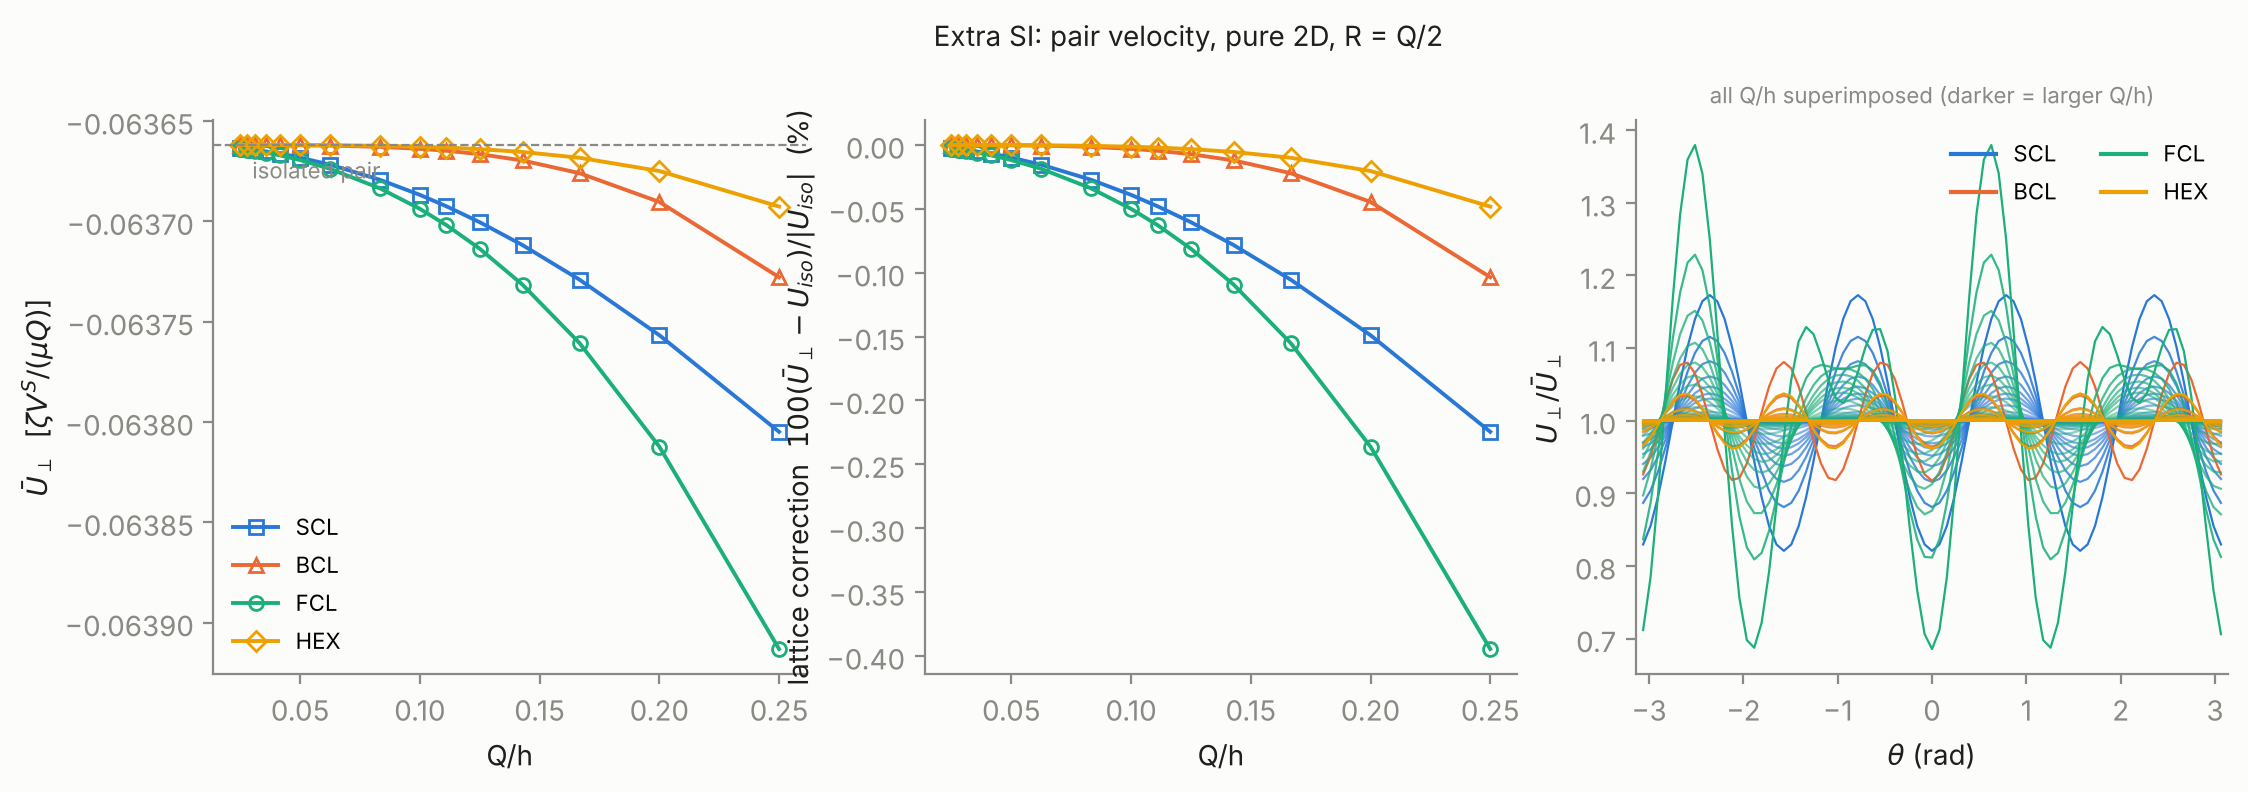 Extra SI: pair velocity, pure 2D, R = Q/2
Ū⊥ [ζVˢ/(μQ)]
−0.06365
−0.06370
−0.06375
−0.06380
−0.06385
−0.06390
isolated pair
SCL
BCL
FCL
HEX
0.05 0.10 0.15 0.20 0.25
Q/h
lattice correction 100(Ū⊥ − U_iso)/|U_iso| (%)
0.00
−0.05
−0.10
−0.15
−0.20
−0.25
−0.30
−0.35
−0.40
0.05 0.10 0.15 0.20 0.25
Q/h
all Q/h superimposed (darker = larger Q/h)
U⊥/Ū⊥
1.4
1.3
1.2
1.1
1.0
0.9
0.8
0.7
SCL FCL
BCL HEX
−3 −2 −1 0 1 2 3
θ (rad)